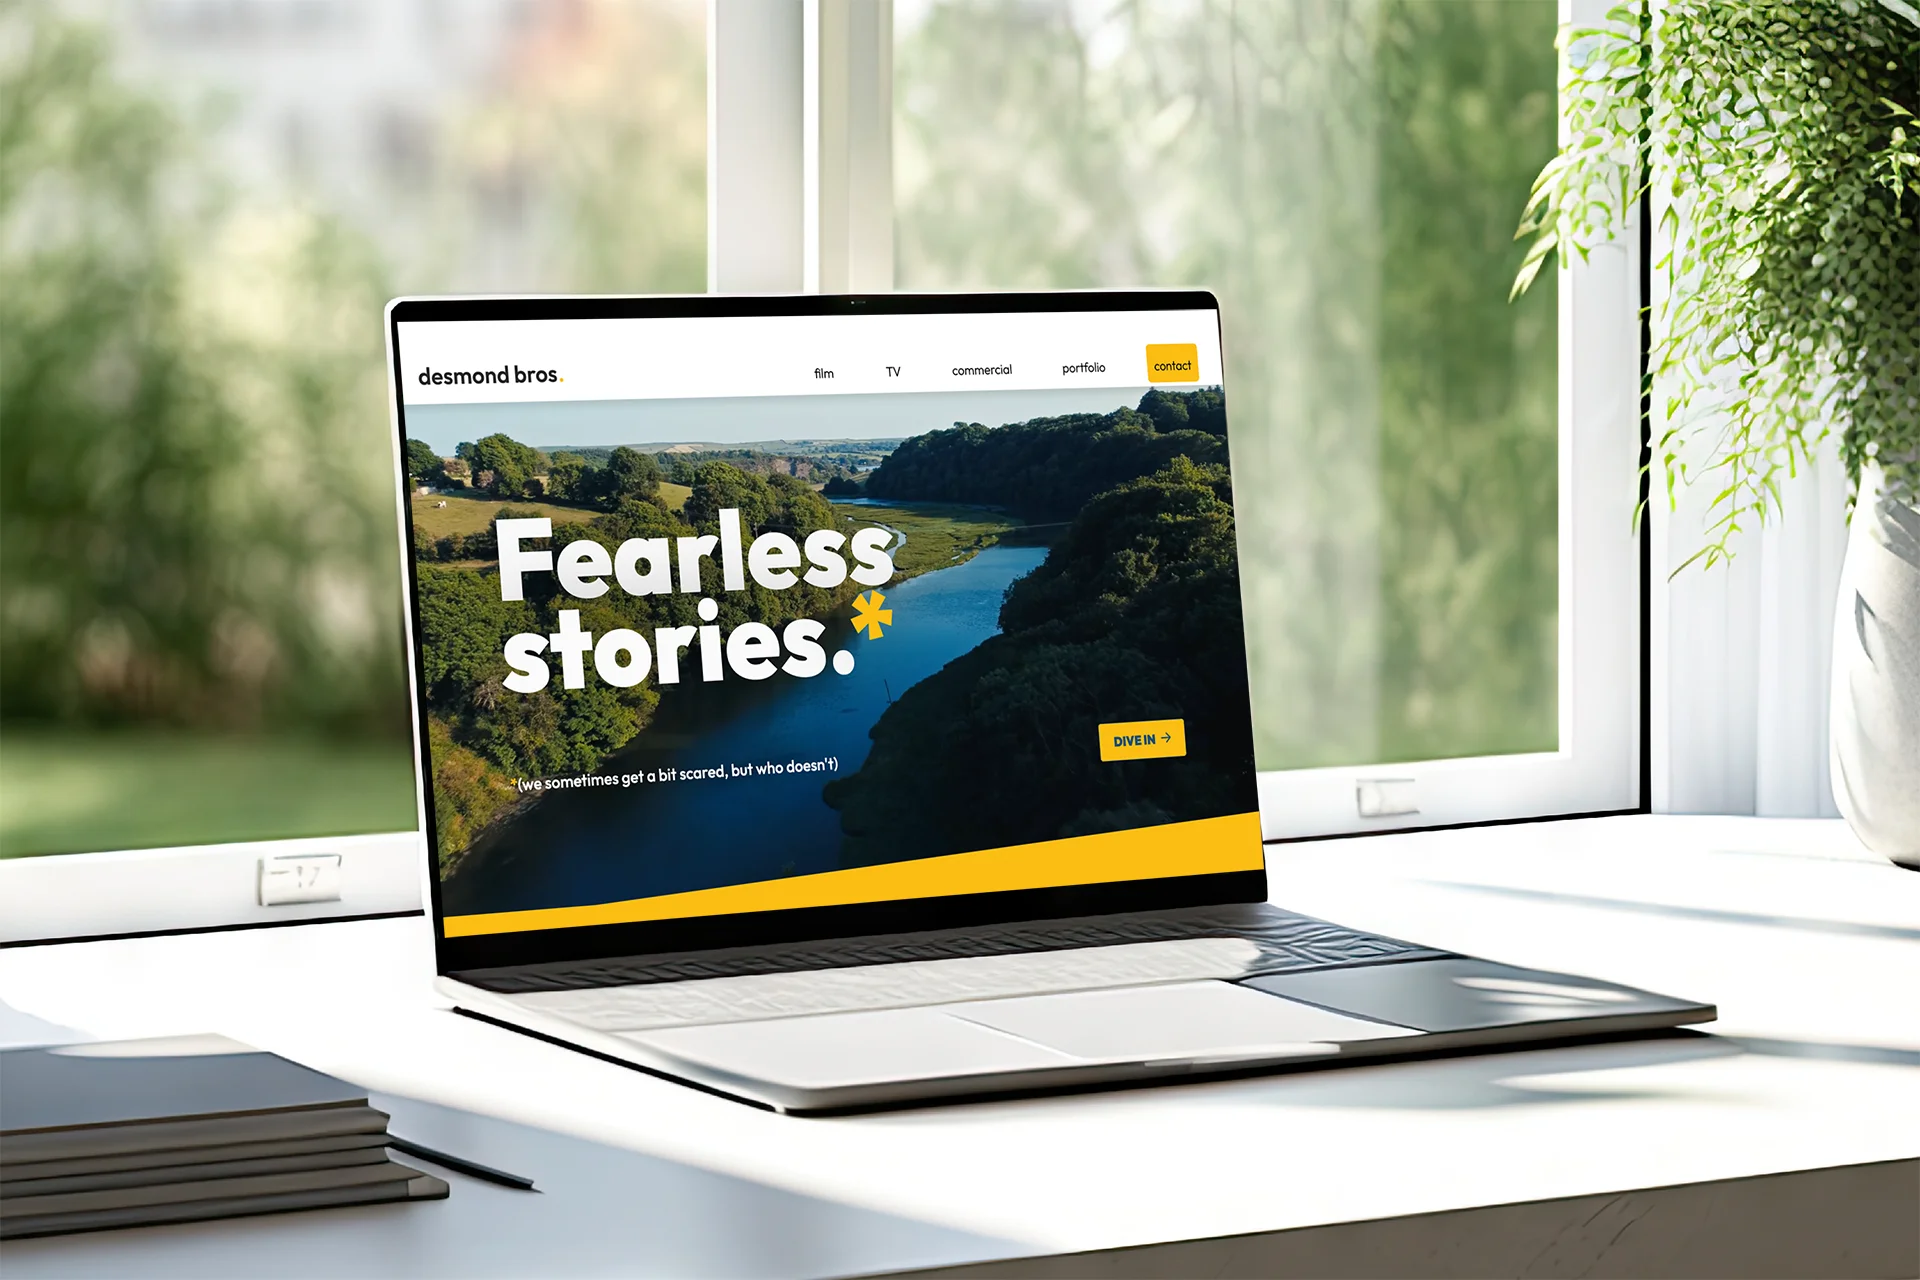 desmond bros.
film TV commercial portfolio contact
Fearless
stories.*
*(we sometimes get a bit scared, but who doesn't)
DIVE IN →